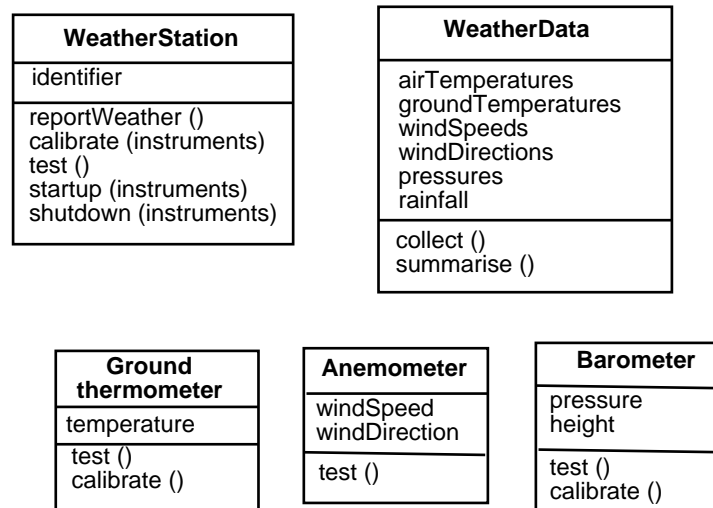 WeatherStation
identifier
reportWeather ()
calibrate (instruments)
test ()
startup (instruments)
shutdown (instruments)
WeatherData
airTemperatures
groundTemperatures
windSpeeds
windDirections
pressures
rainfall
collect ()
summarise ()
Ground
thermometer
temperature
test ()
calibrate ()
Anemometer
windSpeed
windDirection
test ()
Barometer
pressure
height
test ()
calibrate ()